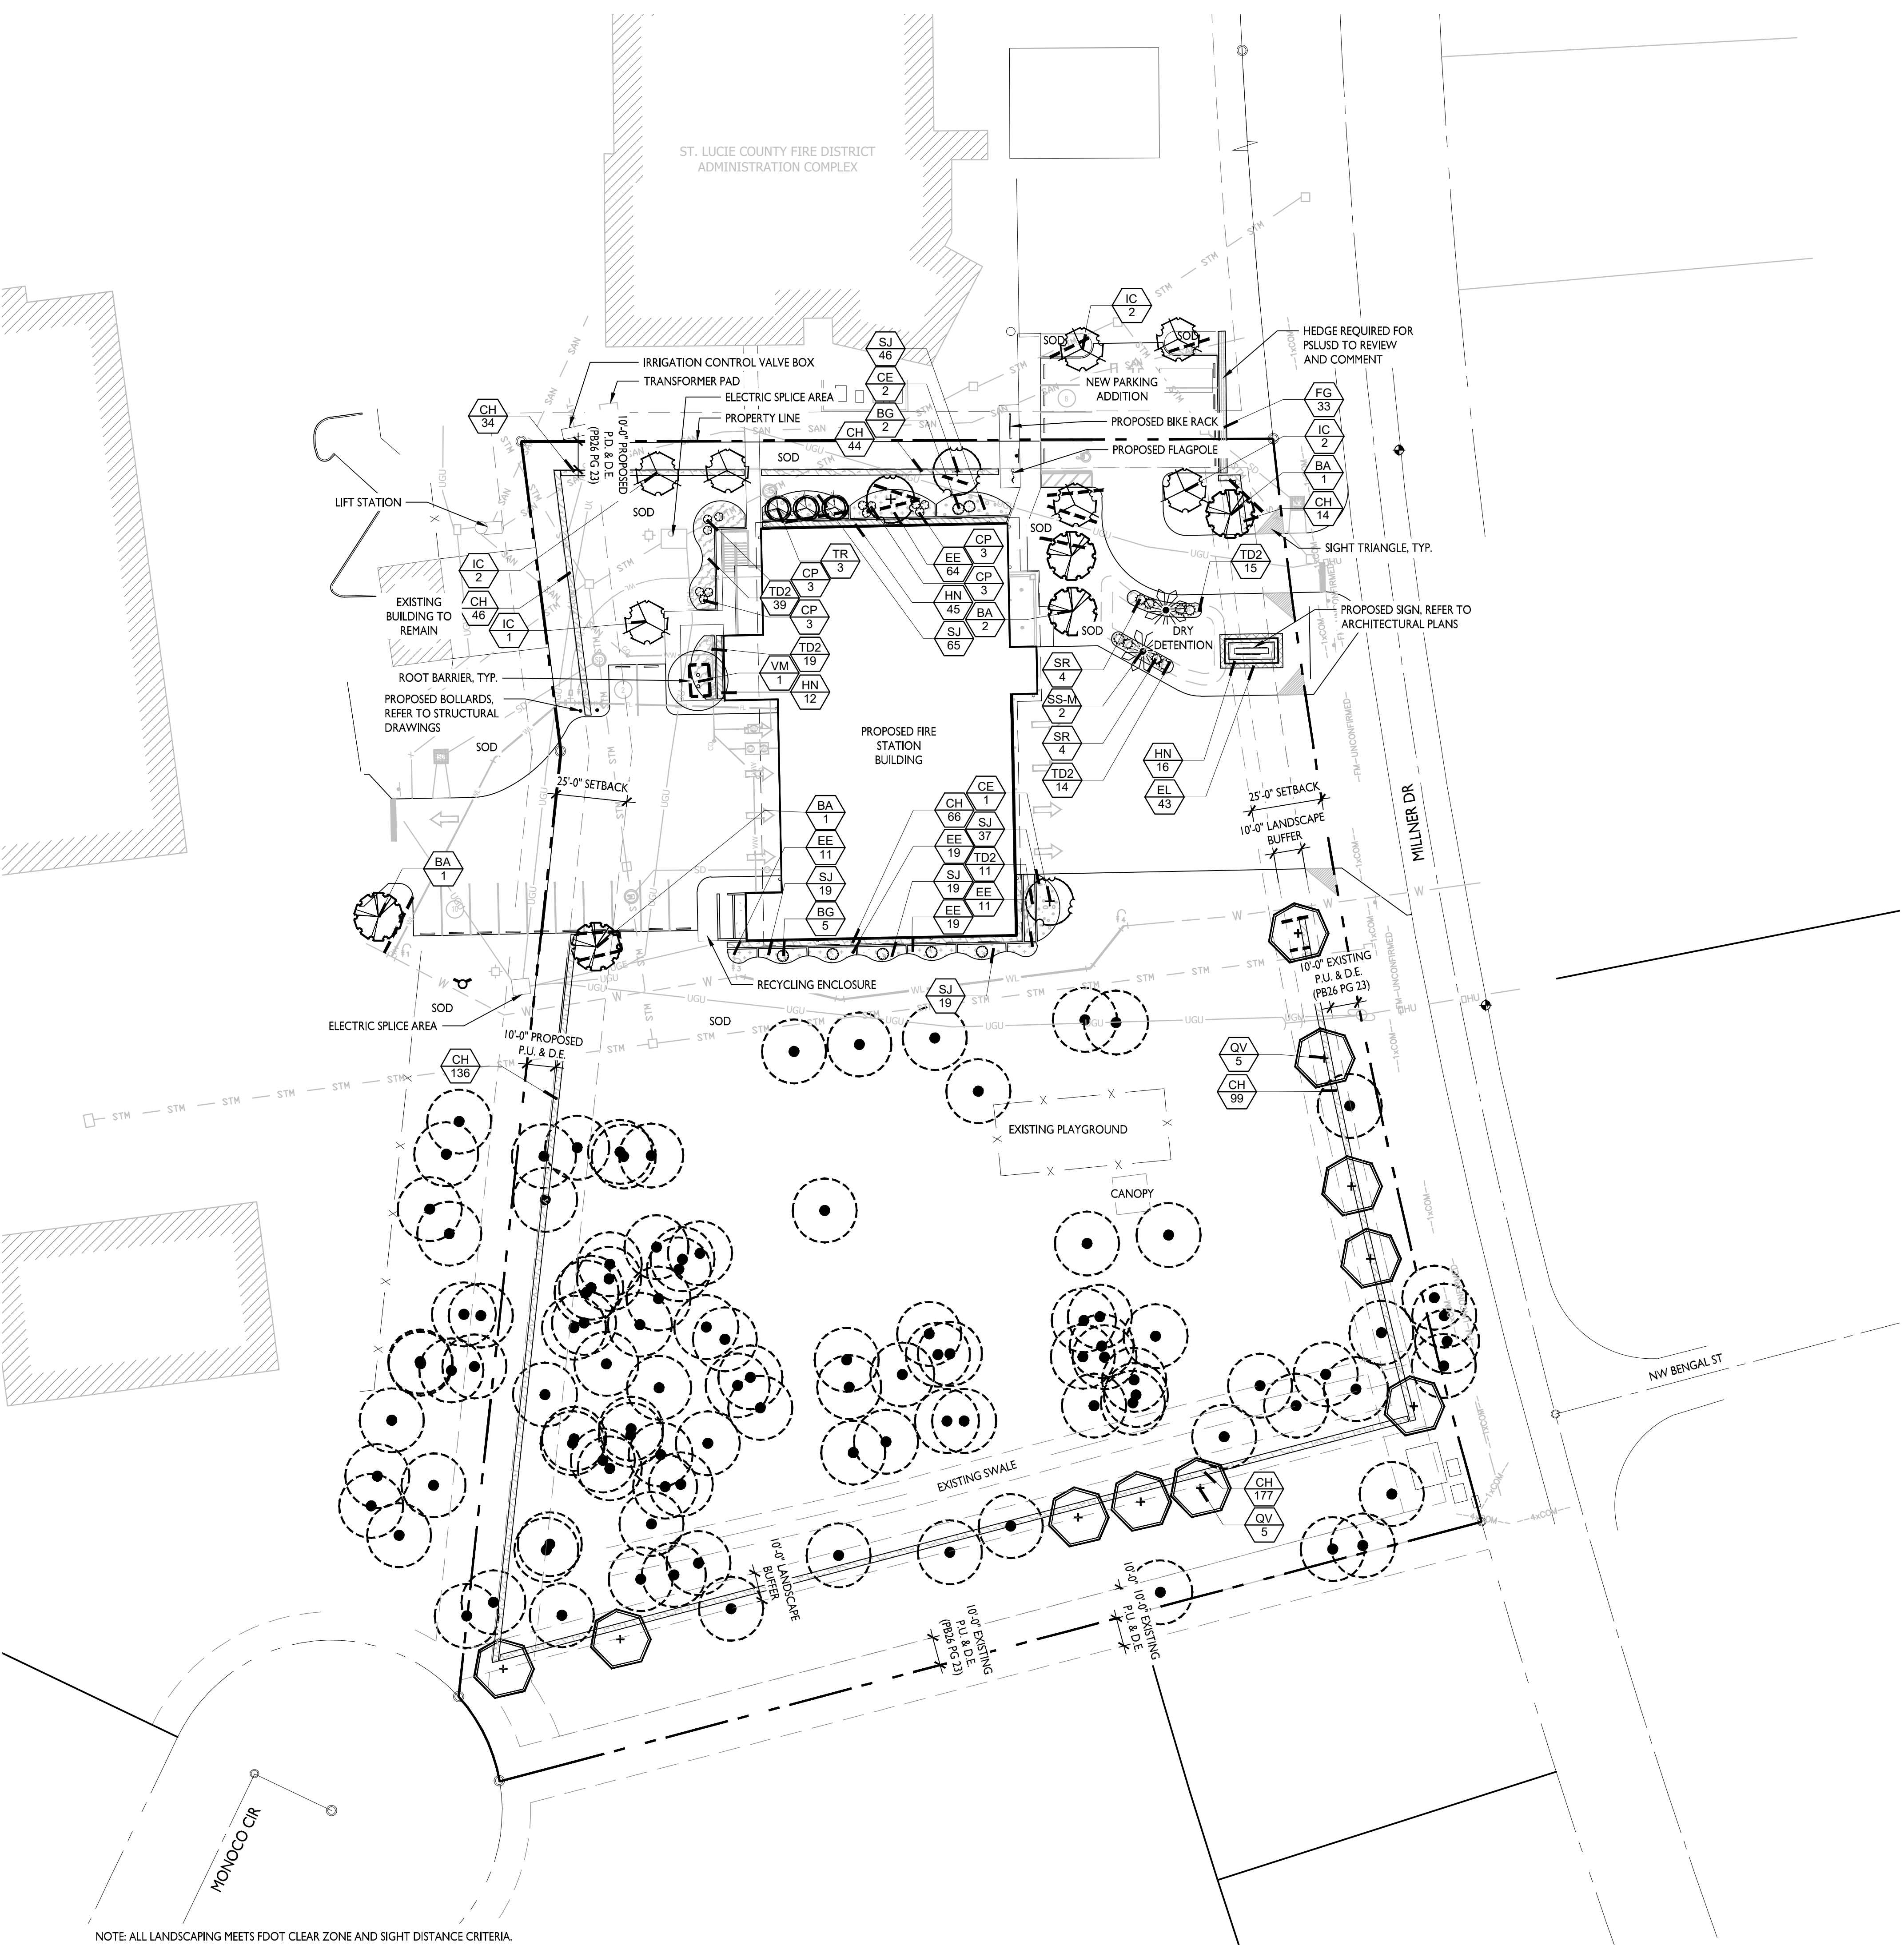 ST. LUCIE COUNTY FIRE DISTRICT
ADMINISTRATION COMPLEX
IC
2
HEDGE REQUIRED FOR
PSLUSD TO REVIEW
AND COMMENT
SJ
46
CE
2
BG
2
CH
44
IRRIGATION CONTROL VALVE BOX
TRANSFORMER PAD
ELECTRIC SPLICE AREA
PROPERTY LINE
CH
34
10'-0" PROPOSED
P.D. & D.E.
(PB26 PG 23)
SOD
SOD
SOD
SOD
NEW PARKING
ADDITION
PROPOSED BIKE RACK
PROPOSED FLAGPOLE
FG
33
IC
2
BA
1
CH
14
SIGHT TRIANGLE, TYP.
LIFT STATION
SOD
SOD
TD2
15
IC
2
CH
46
IC
1
EXISTING
BUILDING TO
REMAIN
TR
3
CP
3
TD2
39
CP
3
TD2
19
VM
1
HN
12
CP
3
EE
64
CP
3
HN
45
BA
2
SJ
65
SOD
DRY
DETENTION
PROPOSED SIGN, REFER TO
ARCHITECTURAL PLANS
ROOT BARRIER, TYP.
PROPOSED BOLLARDS,
REFER TO STRUCTURAL
DRAWINGS
SOD
SR
4
SS-M
2
SR
4
TD2
14
PROPOSED FIRE
STATION
BUILDING
HN
16
EL
43
25'-0" SETBACK
25'-0" SETBACK
10'-0" LANDSCAPE
BUFFER
MILLNER DR
BA
1
EE
11
SJ
19
BG
5
CE
1
CH
66
SJ
37
EE
19
TD2
11
SJ
19
EE
11
EE
19
BA
1
RECYCLING ENCLOSURE
SJ
19
SOD
SOD
ELECTRIC SPLICE AREA
10'-0" EXISTING
P.U. & D.E.
(PB26 PG 23)
10'-0" PROPOSED
P.U. & D.E.
CH
136
QV
5
CH
99
EXISTING PLAYGROUND
CANOPY
NW BENGAL ST
EXISTING SWALE
CH
177
QV
5
10'-0" LANDSCAPE
BUFFER
10'-0" EXISTING
P.U. & D.E.
(PB26 PG 23)
10'-0" 10'-0" EXISTING
P.U. & D.E.
MONOCO CIR
NOTE: ALL LANDSCAPING MEETS FDOT CLEAR ZONE AND SIGHT DISTANCE CRITERIA.